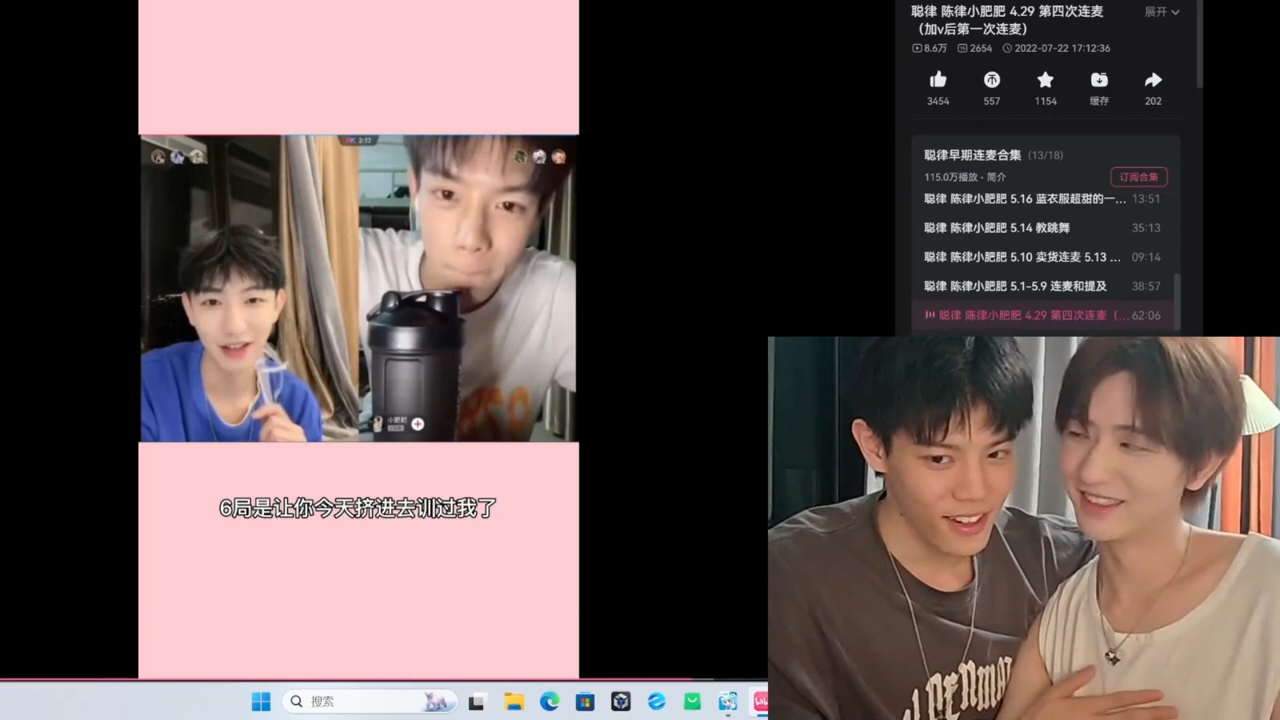 聪律 陈律小肥肥 4.29 第四次连麦
（加v后第一次连麦）
展开
8.6万 2654 2022-07-22 17:12:36
3454 557 1154 缓存 202
聪律早期连麦合集 (13/18)
115.0万播放 · 简介
订阅合集
聪律 陈律小肥肥 5.16 蓝衣服超甜的一... 13:51
聪律 陈律小肥肥 5.14 教跳舞 35:13
聪律 陈律小肥肥 5.10 卖货连麦 5.13 ... 09:14
聪律 陈律小肥肥 5.1-5.9 连麦和提及 38:57
聪律 陈律小肥肥 4.29 第四次连麦（... 62:06
3:12
小肥肥
6局是让你今天挤进去训过我了
搜索